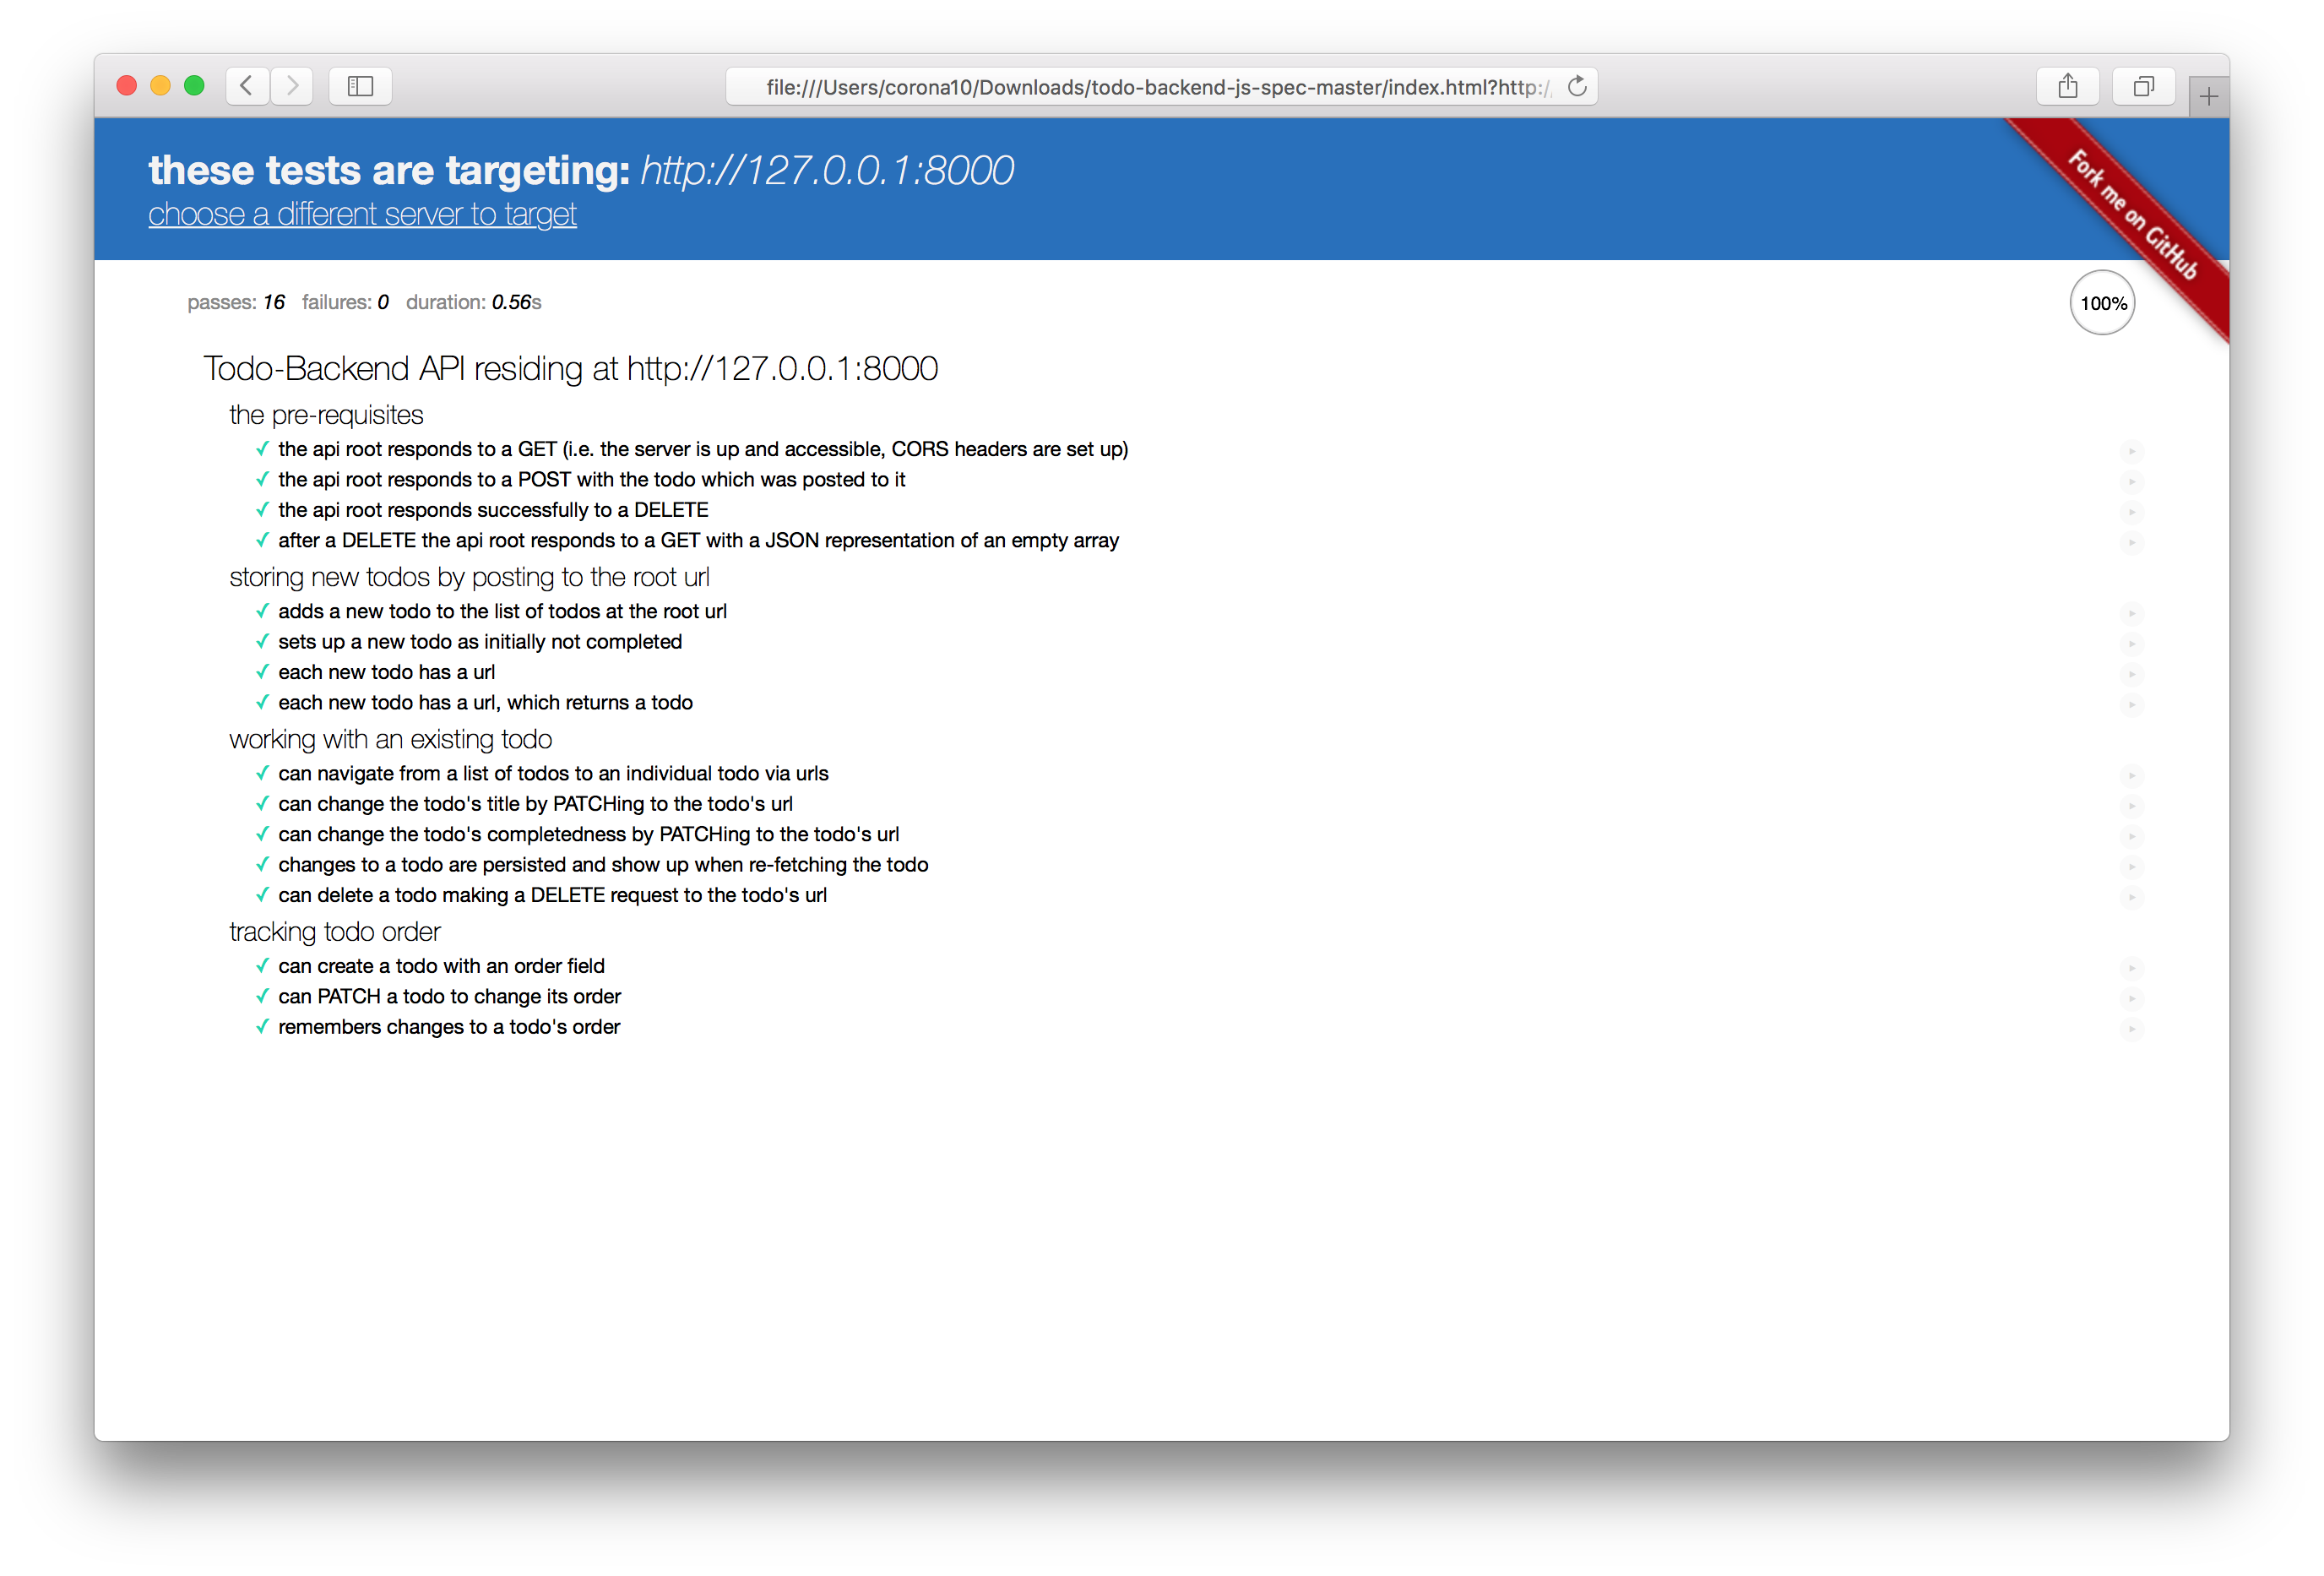 file:///Users/corona10/Downloads/todo-backend-js-spec-master/index.html?http:/
these tests are targeting: http://127.0.0.1:8000
choose a different server to target
Fork me on GitHub
passes: 16 failures: 0 duration: 0.56s
100%
Todo-Backend API residing at http://127.0.0.1:8000
the pre-requisites
✓ the api root responds to a GET (i.e. the server is up and accessible, CORS headers are set up)
✓ the api root responds to a POST with the todo which was posted to it
✓ the api root responds successfully to a DELETE
✓ after a DELETE the api root responds to a GET with a JSON representation of an empty array
storing new todos by posting to the root url
✓ adds a new todo to the list of todos at the root url
✓ sets up a new todo as initially not completed
✓ each new todo has a url
✓ each new todo has a url, which returns a todo
working with an existing todo
✓ can navigate from a list of todos to an individual todo via urls
✓ can change the todo's title by PATCHing to the todo's url
✓ can change the todo's completedness by PATCHing to the todo's url
✓ changes to a todo are persisted and show up when re-fetching the todo
✓ can delete a todo making a DELETE request to the todo's url
tracking todo order
✓ can create a todo with an order field
✓ can PATCH a todo to change its order
✓ remembers changes to a todo's order